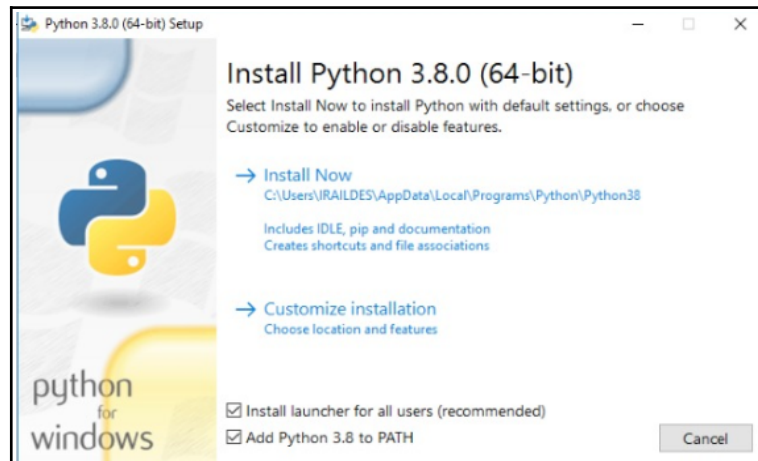 Python 3.8.0 (64-bit) Setup
Install Python 3.8.0 (64-bit)
Select Install Now to install Python with default settings, or choose
Customize to enable or disable features.
Install Now
C:\Users\IRAILDES\AppData\Local\Programs\Python\Python38
Includes IDLE, pip and documentation
Creates shortcuts and file associations
Customize installation
Choose location and features
python
for
windows
Install launcher for all users (recommended)
Add Python 3.8 to PATH
Cancel